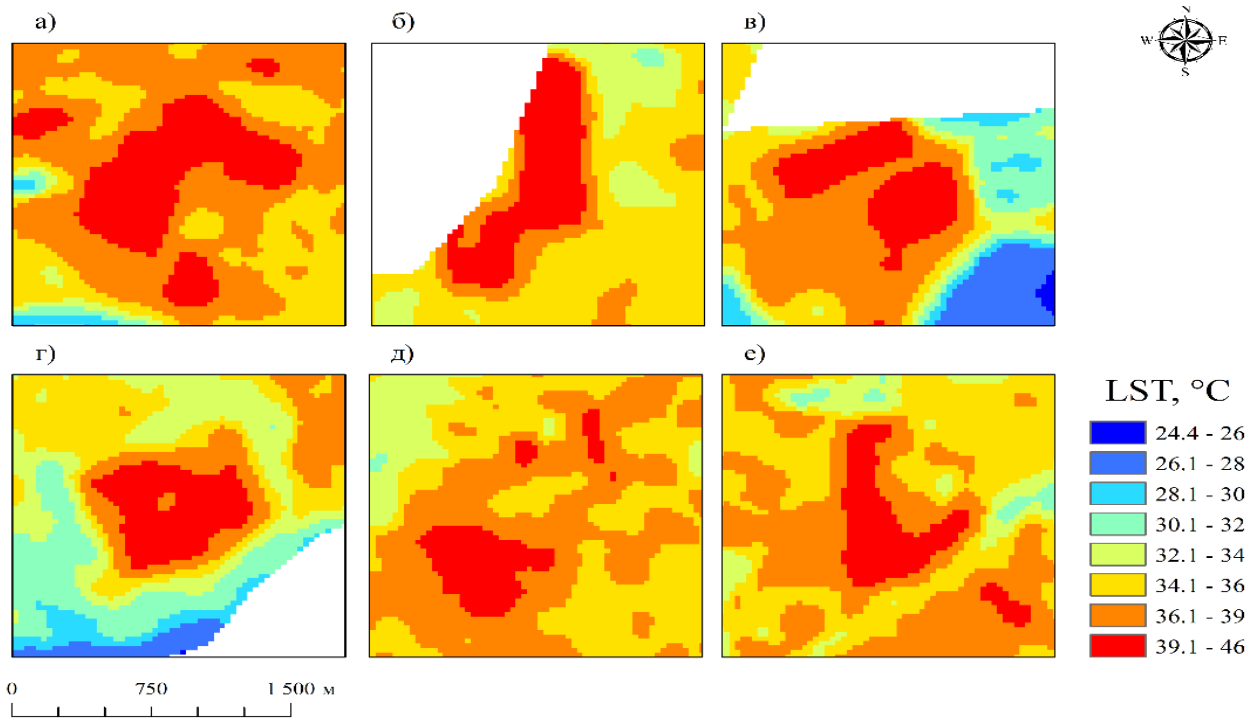 а)
б)
в)
N
W
E
S
г)
д)
е)
LST, °C
24.4 - 26
26.1 - 28
28.1 - 30
30.1 - 32
32.1 - 34
34.1 - 36
36.1 - 39
39.1 - 46
0 750 1 500 м